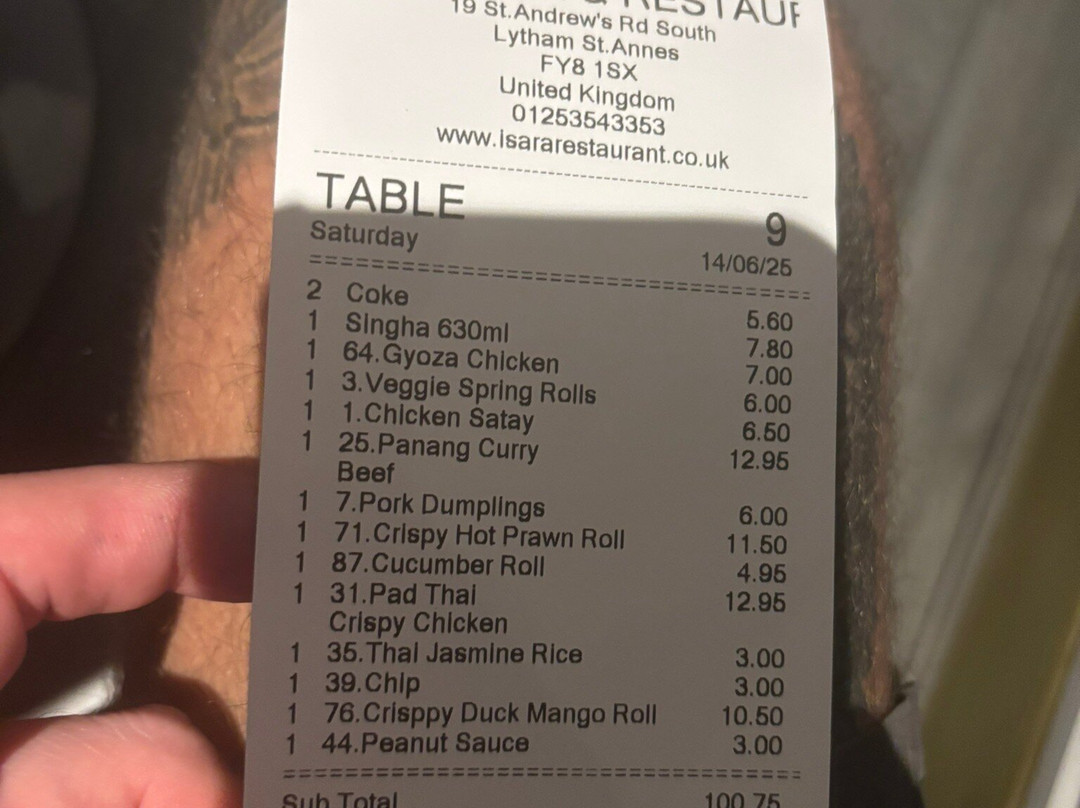 19 St.Andrew's Rd South
Lytham St.Annes
FY8 1SX
United Kingdom
01253543353
www.isararestaurant.co.uk
TABLE 9
Saturday 14/06/25
2 Coke 5.60
1 Singha 630ml 7.80
1 64.Gyoza Chicken 7.00
1 3.Veggie Spring Rolls 6.00
1 1.Chicken Satay 6.50
1 25.Panang Curry 12.95
Beef
1 7.Pork Dumplings 6.00
1 71.Crispy Hot Prawn Roll 11.50
1 87.Cucumber Roll 4.95
1 31.Pad Thai 12.95
Crispy Chicken
1 35.Thai Jasmine Rice 3.00
1 39.Chip 3.00
1 76.Crisppy Duck Mango Roll 10.50
1 44.Peanut Sauce 3.00
Sub Total 100.75